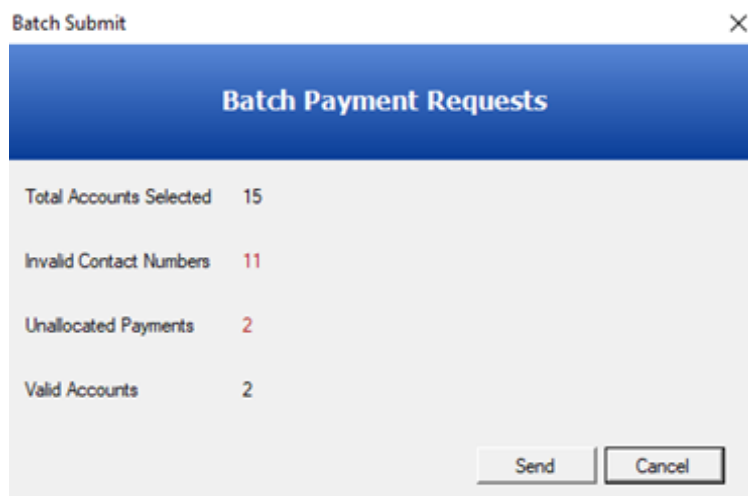 Batch Submit
Batch Payment Requests
Total Accounts Selected 15
Invalid Contact Numbers 11
Unallocated Payments 2
Valid Accounts 2
Send Cancel